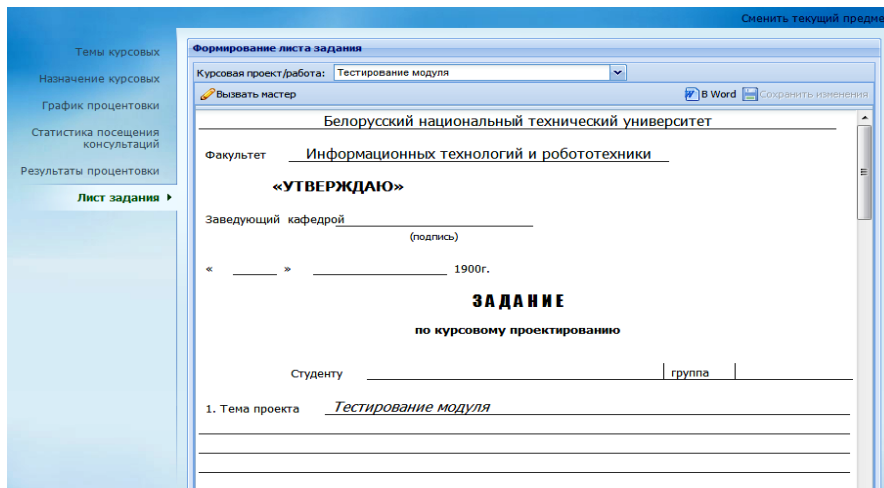 Сменить текущий предме
Темы курсовых
Назначение курсовых
График процентовки
Статистика посещения
консультаций
Результаты процентовки
Лист задания
Формирование листа задания
Курсовая проект/работа: Тестирование модуля
Вызвать мастер В Word Сохранить изменения
Белорусский национальный технический университет
Факультет Информационных технологий и робототехники
«УТВЕРЖДАЮ»
Заведующий кафедрой
(подпись)
« » 1900г.
ЗАДАНИЕ
по курсовому проектированию
Студенту группа
1. Тема проекта Тестирование модуля